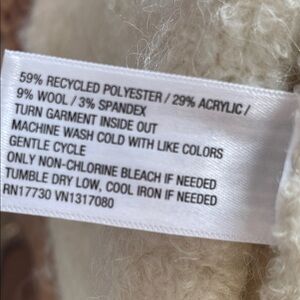 59% RECYCLED POLYESTER / 29% ACRYLIC /
9% WOOL / 3% SPANDEX
TURN GARMENT INSIDE OUT
MACHINE WASH COLD WITH LIKE COLORS
GENTLE CYCLE
ONLY NON-CHLORINE BLEACH IF NEEDED
TUMBLE DRY LOW, COOL IRON IF NEEDED
RN17730 VN1317080